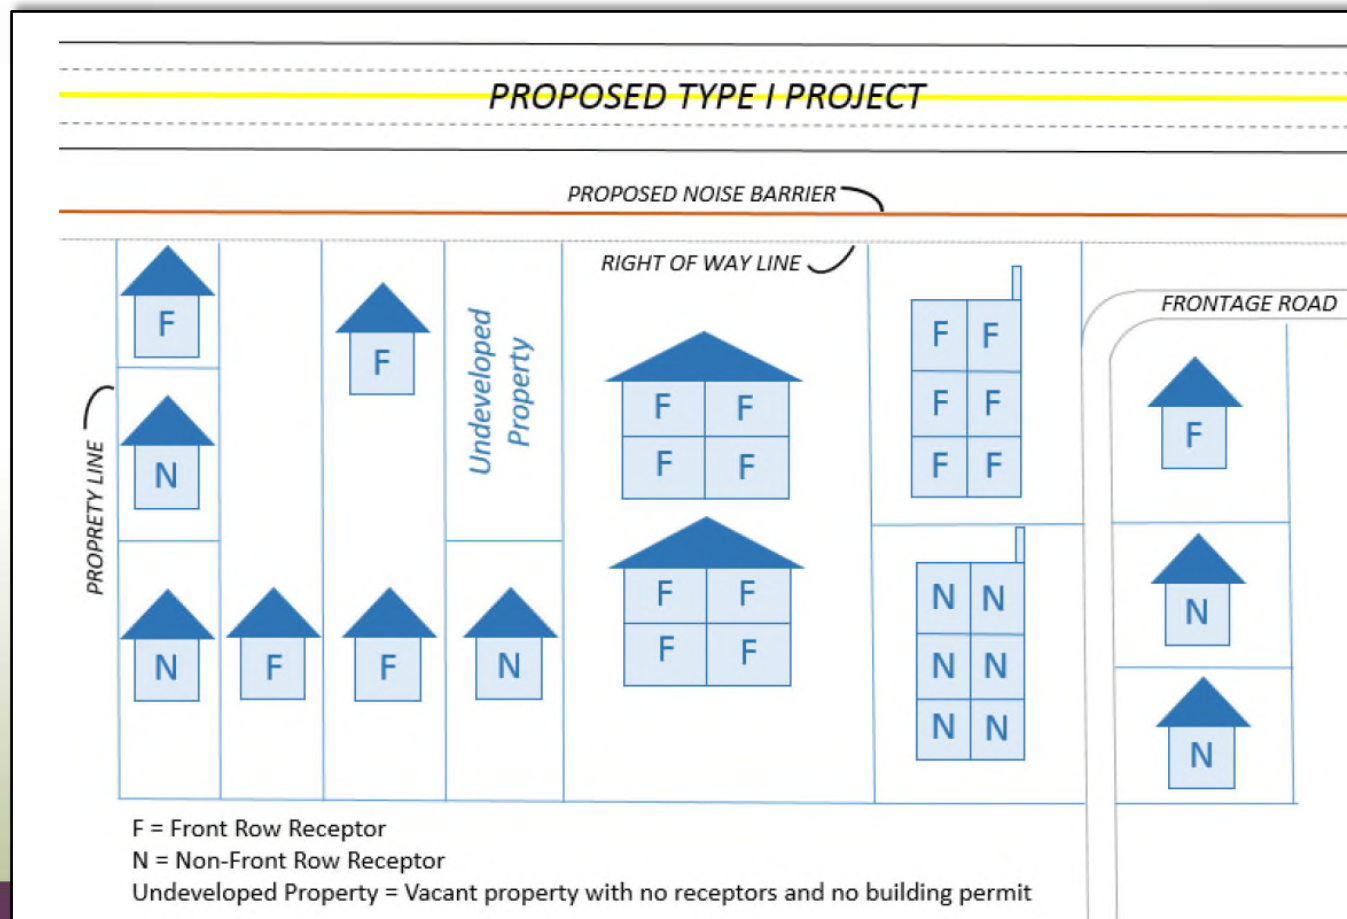 PROPOSED TYPE I PROJECT
PROPOSED NOISE BARRIER
RIGHT OF WAY LINE
FRONTAGE ROAD
PROPRETY LINE
Undeveloped
Property
F
N
N
F
F
F
N
F F
F F
F F
F F
F F
F F
F F
N N
N N
N N
F
N
N
F = Front Row Receptor
N = Non-Front Row Receptor
Undeveloped Property = Vacant property with no receptors and no building permit